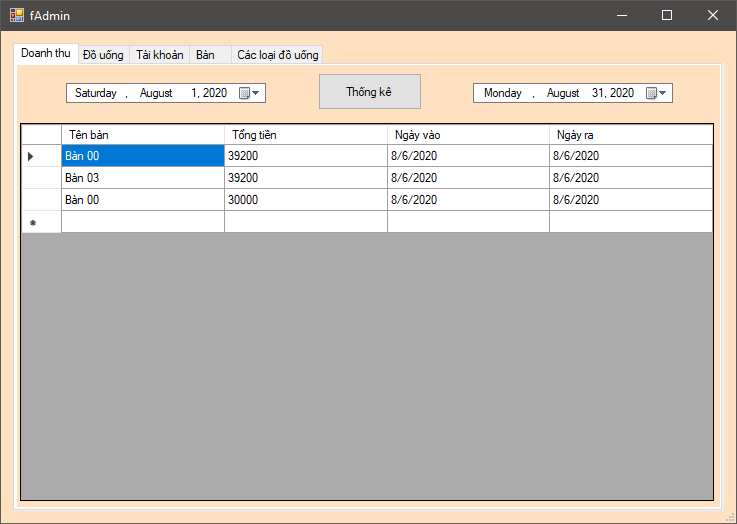 fAdmin
Doanh thu Đồ uống Tài khoản Bàn Các loại đồ uống
Saturday , August 1, 2020 Thống kê Monday , August 31, 2020
Tên bàn Tổng tiền Ngày vào Ngày ra
Bàn 00 39200 8/6/2020 8/6/2020
Bàn 03 39200 8/6/2020 8/6/2020
Bàn 00 30000 8/6/2020 8/6/2020